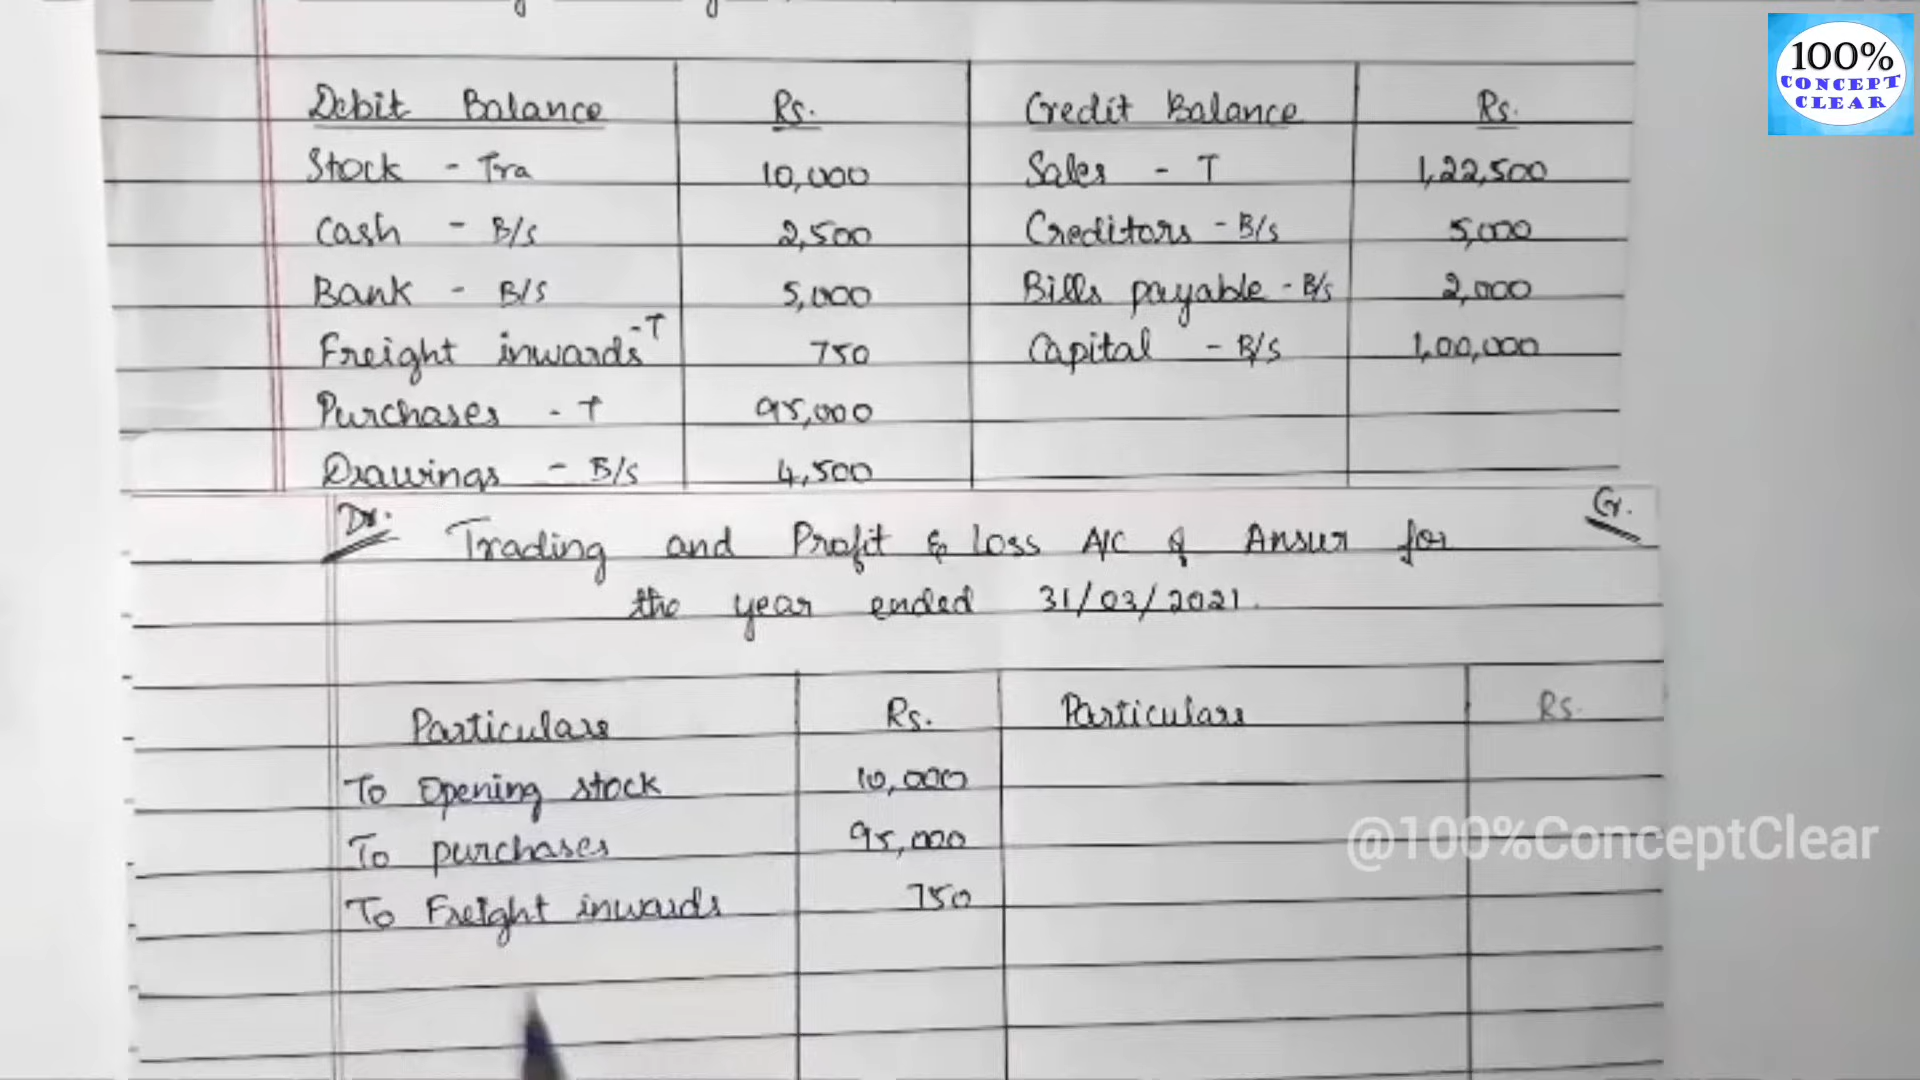 100%
CONCEPT
CLEAR
Debit Balance Rs. Credit Balance Rs.
Stock - Tra 10,000 Sales - T 1,22,500
Cash - B/s 2,500 Creditors - B/s 5,000
Bank - B/s 5,000 Bills payable - B/s 2,000
Freight inwards - T 750 Capital - B/s 1,00,000
Purchases - T 95,000
Drawings - B/s 4,500
Dr. Cr.
Trading and Profit & Loss A/C of Ansur for
the year ended 31/03/2021.
Particulars Rs. Particulars Rs.
To Opening stock 10,000
To purchases 95,000
To Freight inwards 750
@100%ConceptClear